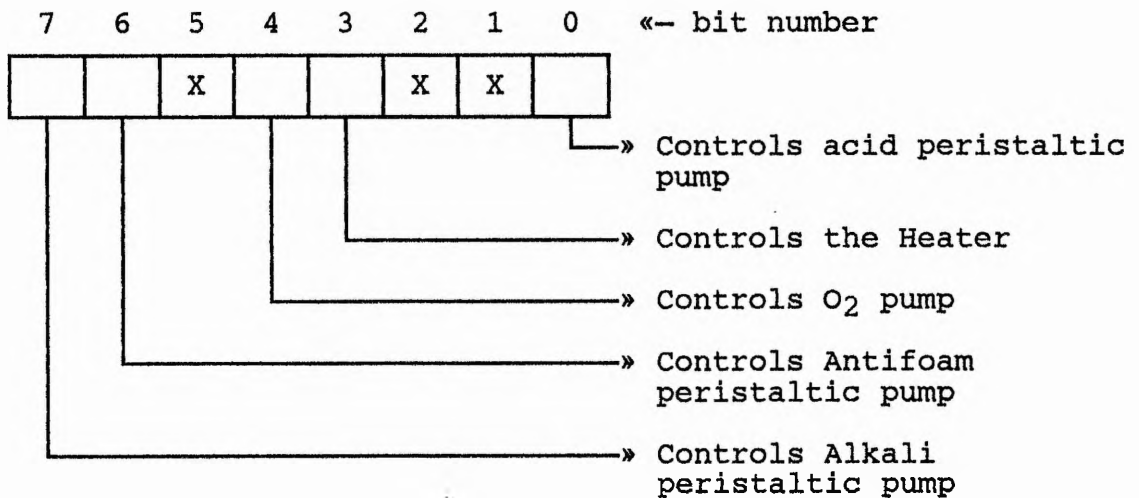 7 6 5 4 3 2 1 0 «— bit number
X X X
» Controls acid peristaltic
pump
» Controls the Heater
» Controls O₂ pump
» Controls Antifoam
peristaltic pump
» Controls Alkali
peristaltic pump